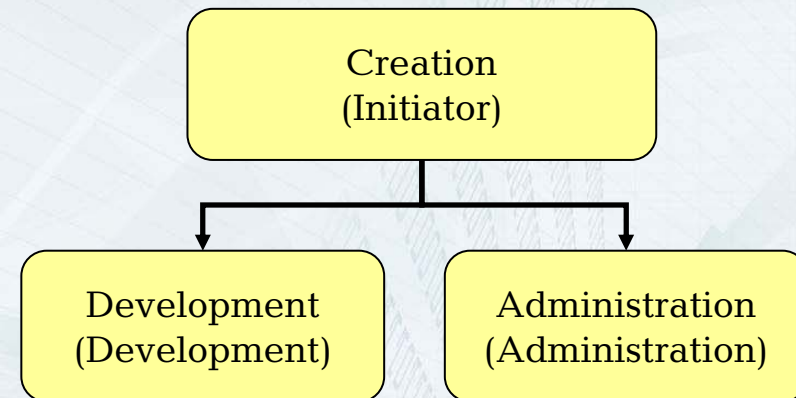 Creation
(Initiator)
Development
(Development)
Administration
(Administration)